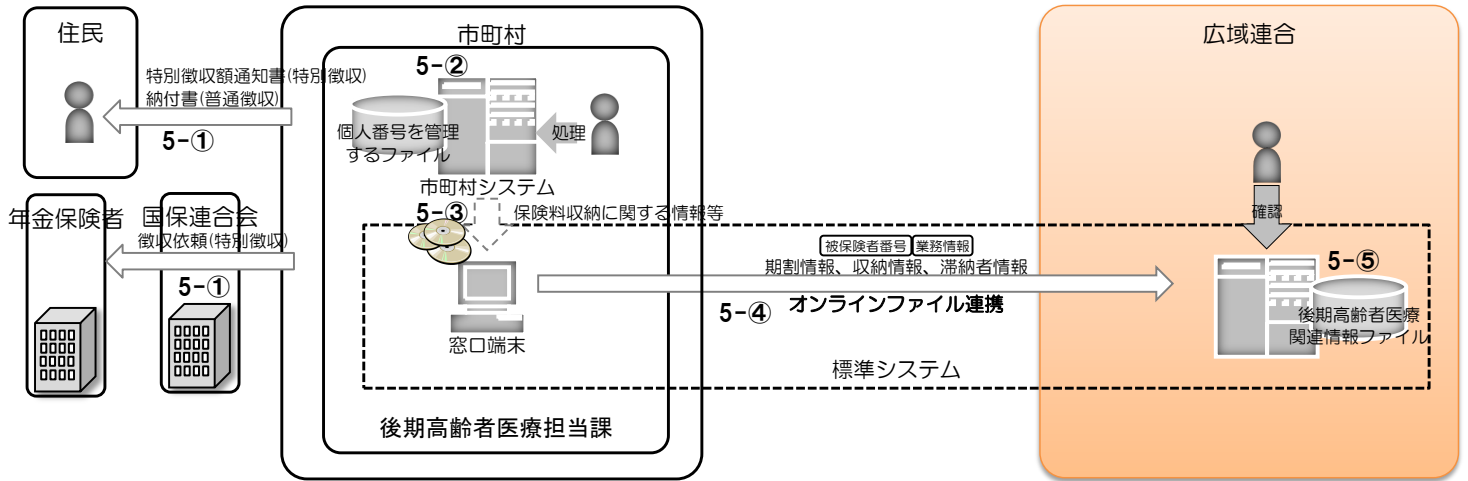 住民
特別徴収額通知書(特別徴収)
納付書(普通徴収)
5-①
年金保険者
国保連合会
徴収依頼(特別徴収)
5-①
市町村
5-②
個人番号を管理
するファイル
処理
市町村システム
5-③
保険料収納に関する情報等
窓口端末
後期高齢者医療担当課
被保険者番号
業務情報
期割情報、収納情報、滞納者情報
5-④
オンラインファイル連携
標準システム
広域連合
確認
5-⑤
後期高齢者医療
関連情報ファイル